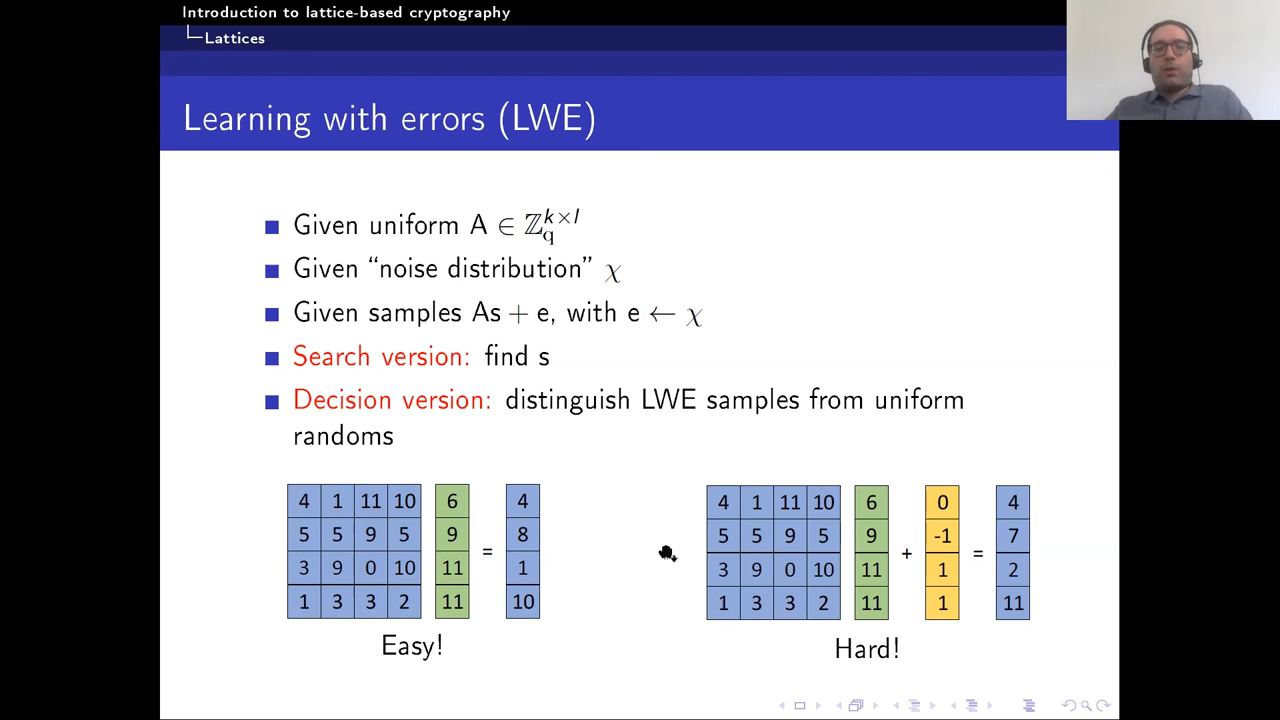 Introduction to lattice-based cryptography
Lattices
Learning with errors (LWE)
Given uniform A ∈ ℤ_q^{k×l}
Given “noise distribution” χ
Given samples As + e, with e ← χ
Search version: find s
Decision version: distinguish LWE samples from uniform
randoms
4 1 11 10 6 4
5 5 9 5 9 8
3 9 0 10 11 = 1
1 3 3 2 11 10
Easy!
4 1 11 10 6 0 4
5 5 9 5 9 -1 7
3 9 0 10 11 + 1 = 2
1 3 3 2 11 1 11
Hard!